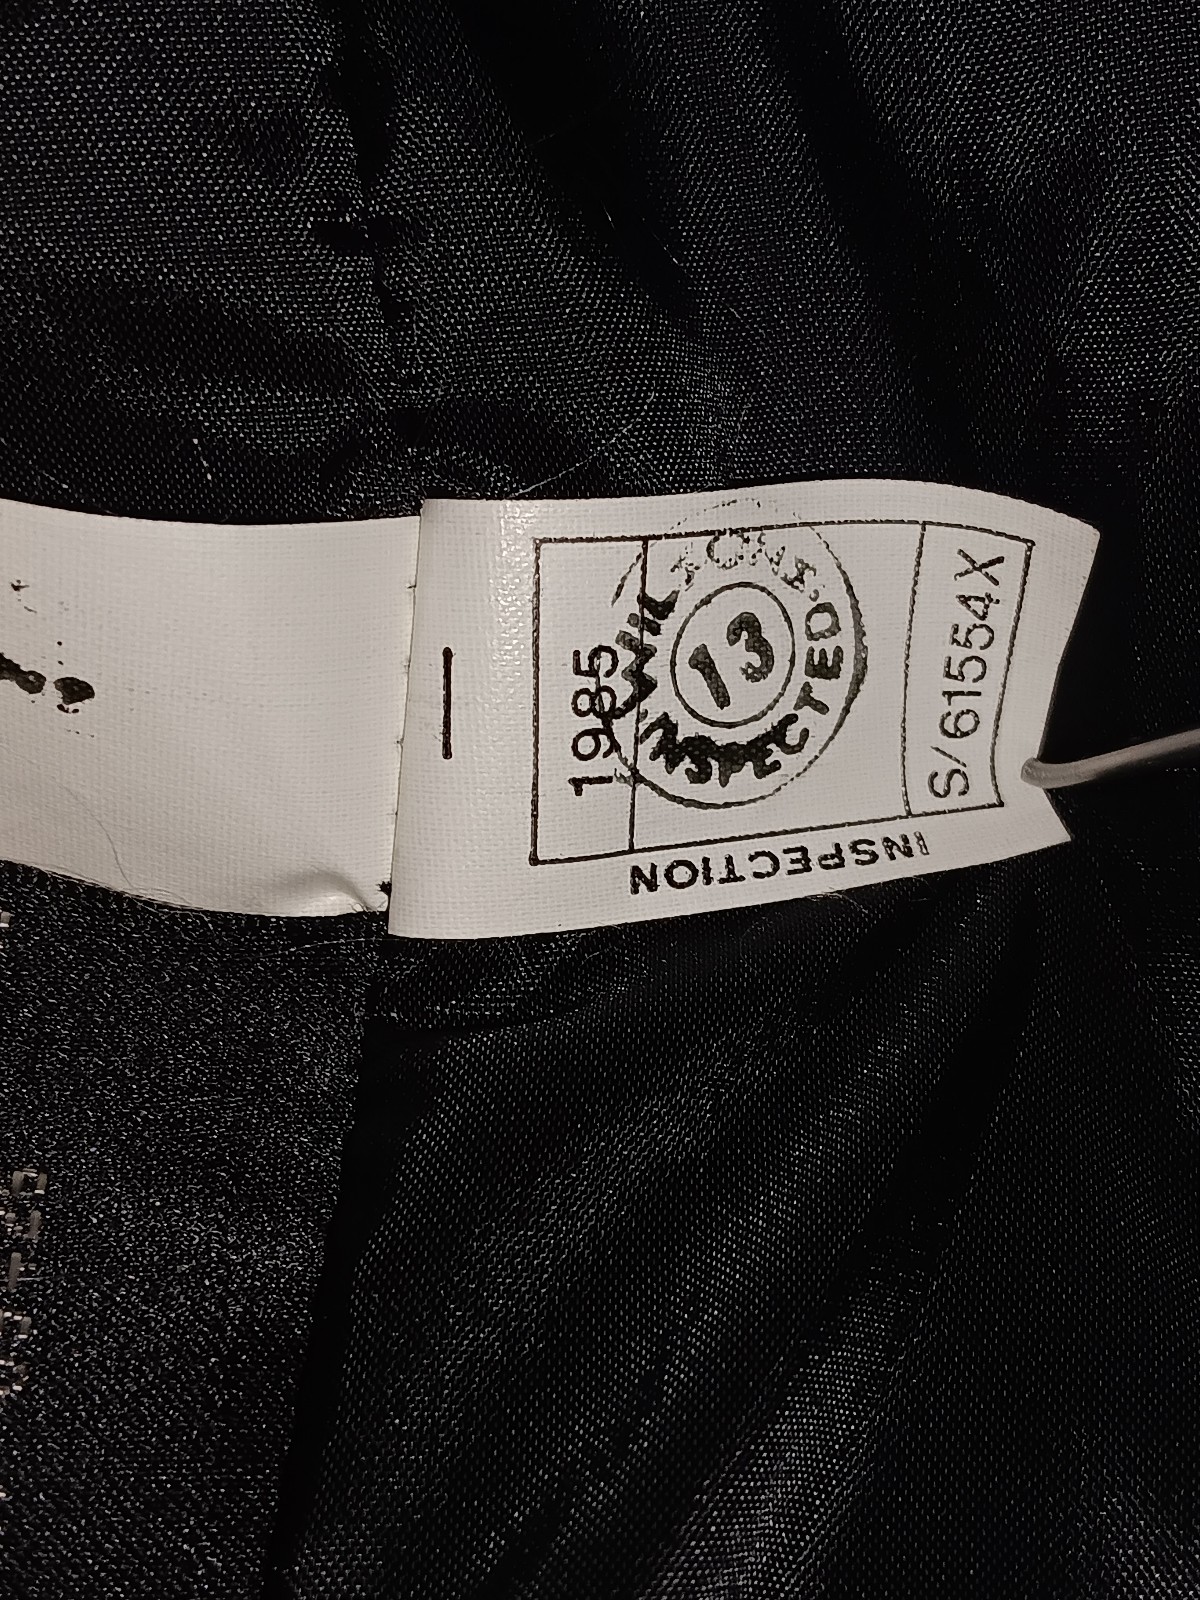 1985
13
INSPECTED
S/61554X
INSPECTION